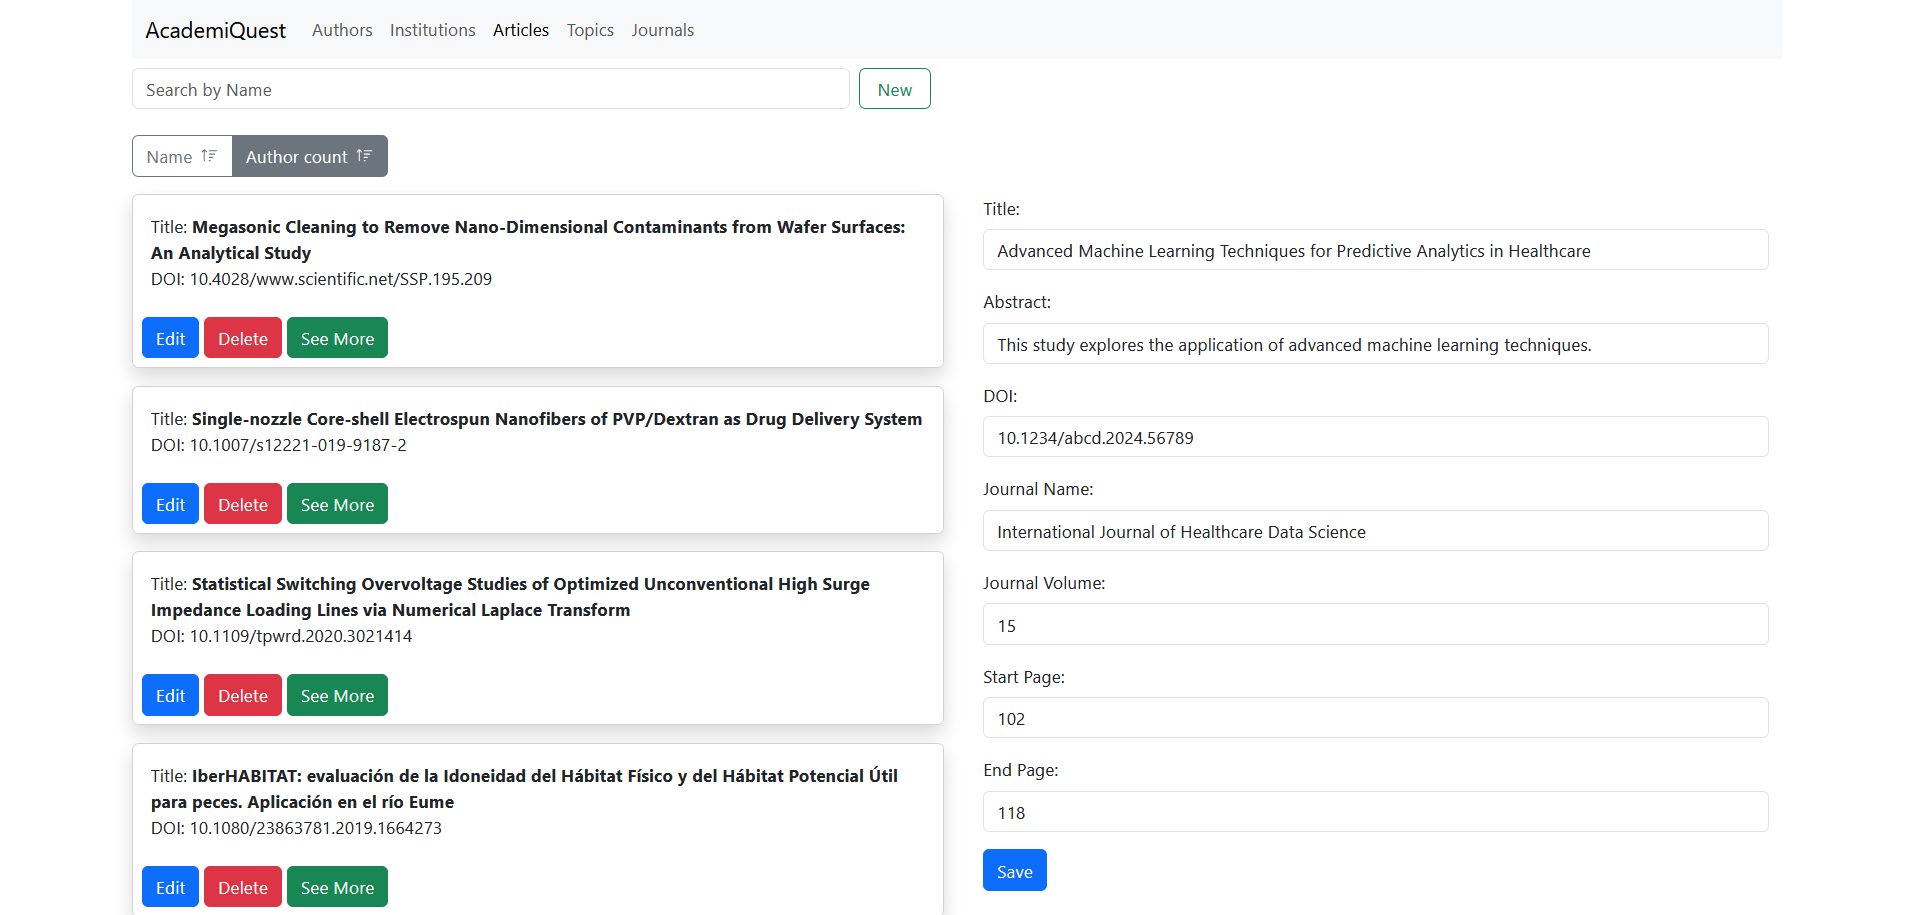 AcademiQuest Authors Institutions Articles Topics Journals
Search by Name New
Name Author count
Title: Megasonic Cleaning to Remove Nano-Dimensional Contaminants from Wafer Surfaces:
An Analytical Study
DOI: 10.4028/www.scientific.net/SSP.195.209
Edit Delete See More
Title: Single-nozzle Core-shell Electrospun Nanofibers of PVP/Dextran as Drug Delivery System
DOI: 10.1007/s12221-019-9187-2
Edit Delete See More
Title: Statistical Switching Overvoltage Studies of Optimized Unconventional High Surge
Impedance Loading Lines via Numerical Laplace Transform
DOI: 10.1109/tpwrd.2020.3021414
Edit Delete See More
Title: IberHABITAT: evaluación de la Idoneidad del Hábitat Físico y del Hábitat Potencial Útil
para peces. Aplicación en el río Eume
DOI: 10.1080/23863781.2019.1664273
Edit Delete See More
Title:
Advanced Machine Learning Techniques for Predictive Analytics in Healthcare
Abstract:
This study explores the application of advanced machine learning techniques.
DOI:
10.1234/abcd.2024.56789
Journal Name:
International Journal of Healthcare Data Science
Journal Volume:
15
Start Page:
102
End Page:
118
Save